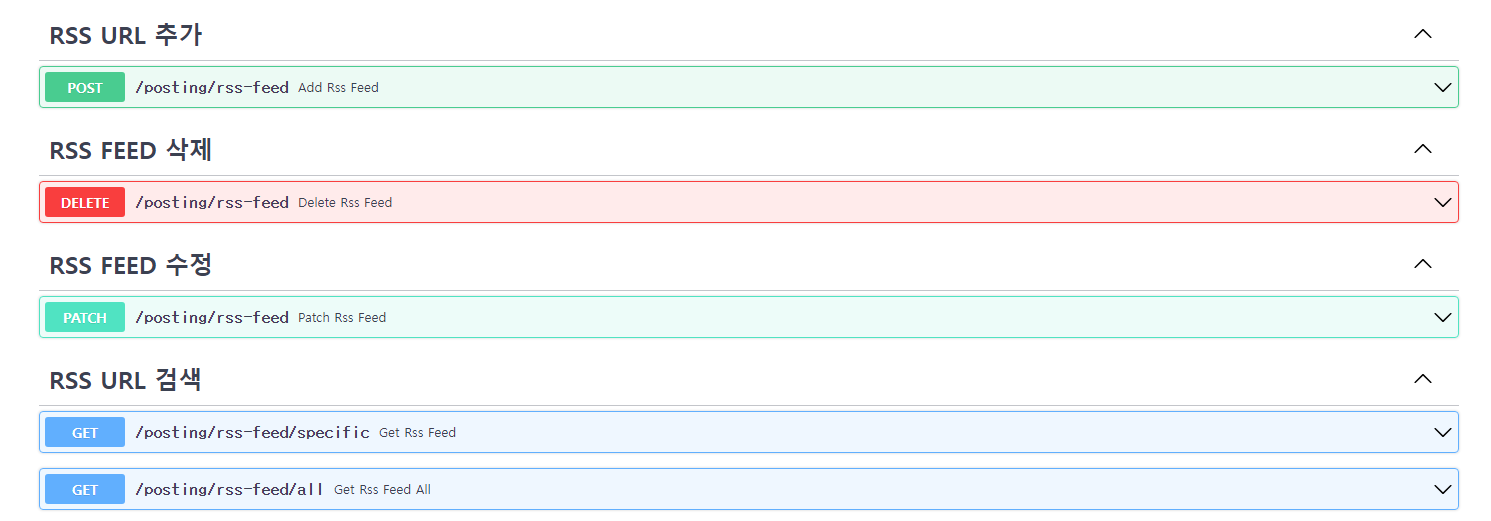 RSS URL 추가
POST /posting/rss-feed Add Rss Feed
RSS FEED 삭제
DELETE /posting/rss-feed Delete Rss Feed
RSS FEED 수정
PATCH /posting/rss-feed Patch Rss Feed
RSS URL 검색
GET /posting/rss-feed/specific Get Rss Feed
GET /posting/rss-feed/all Get Rss Feed All